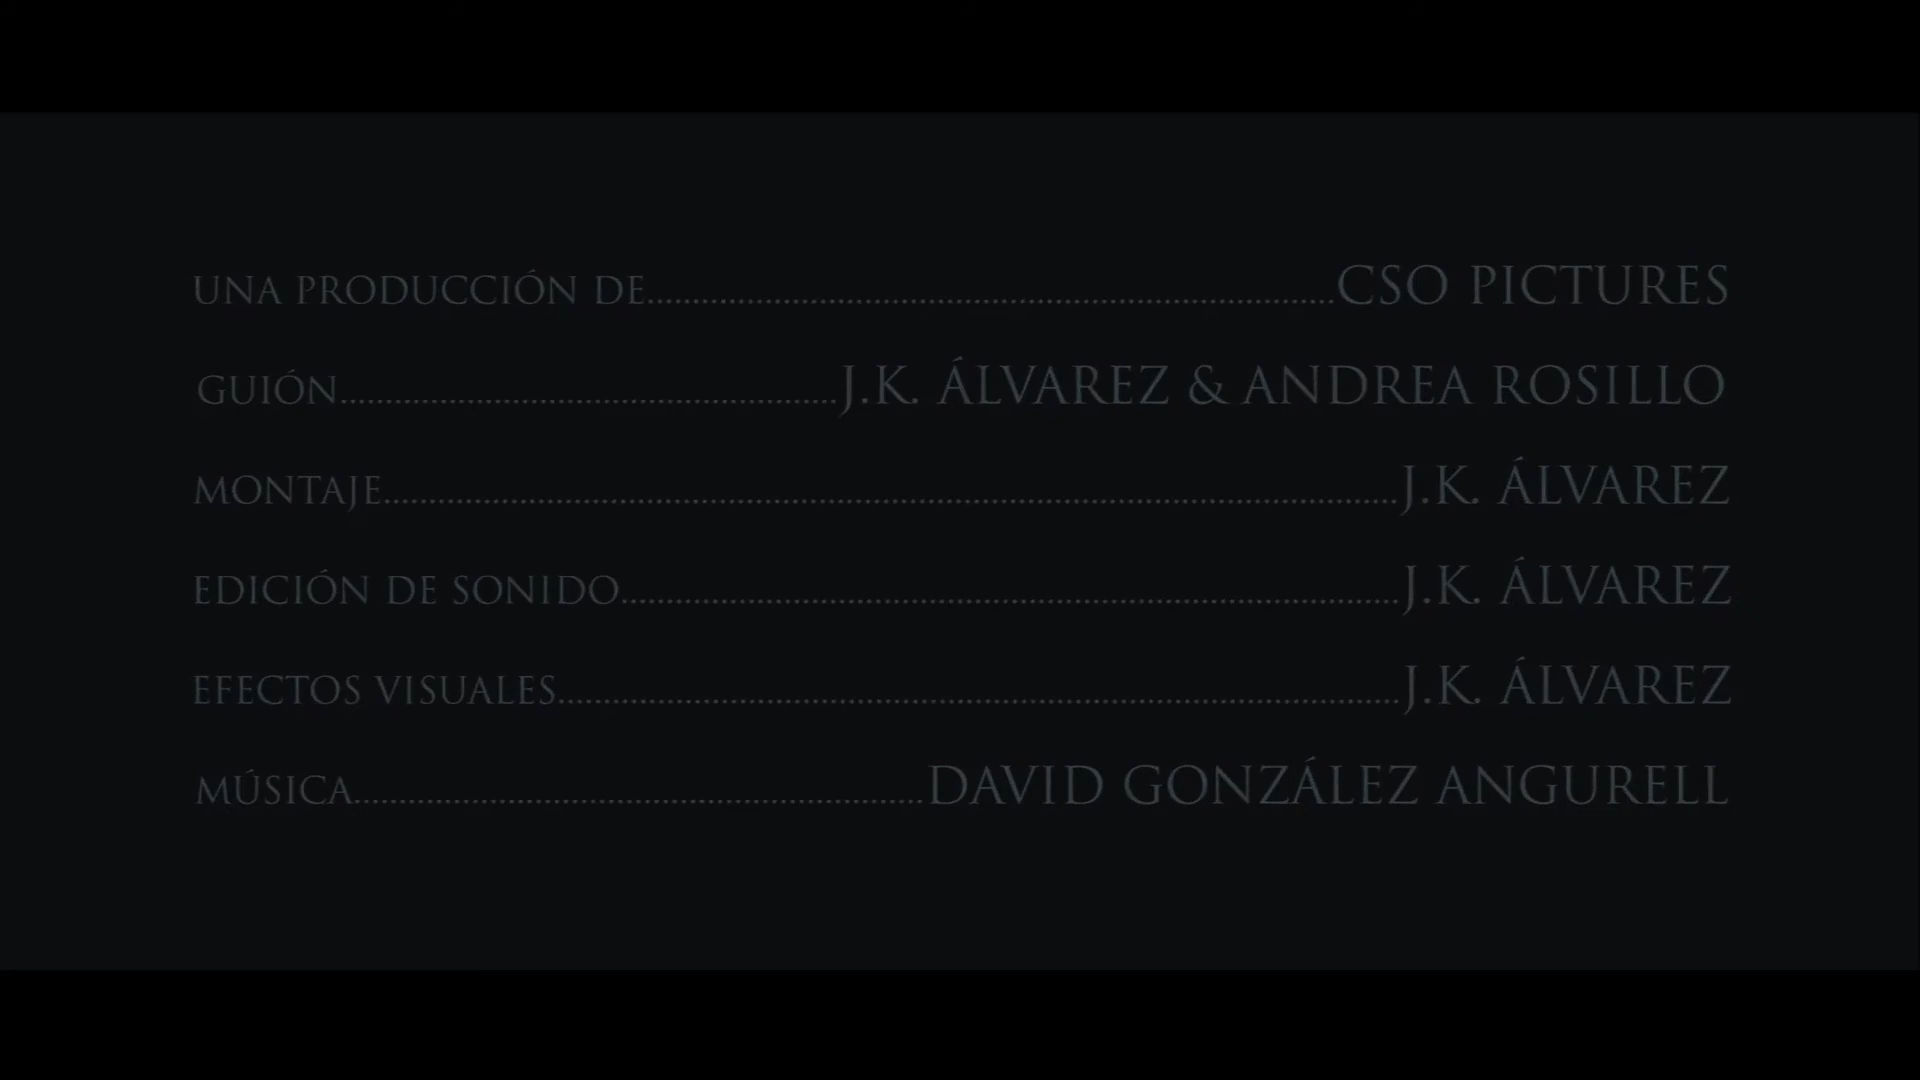 UNA PRODUCCIÓN DE............................................................................CSO PICTURES
GUIÓN.......................................................J.K. ÁLVAREZ & ANDREA ROSILLO
MONTAJE................................................................................................................J.K. ÁLVAREZ
EDICIÓN DE SONIDO......................................................................................J.K. ÁLVAREZ
EFECTOS VISUALES.............................................................................................J.K. ÁLVAREZ
MÚSICA...............................................................DAVID GONZÁLEZ ANGURELL